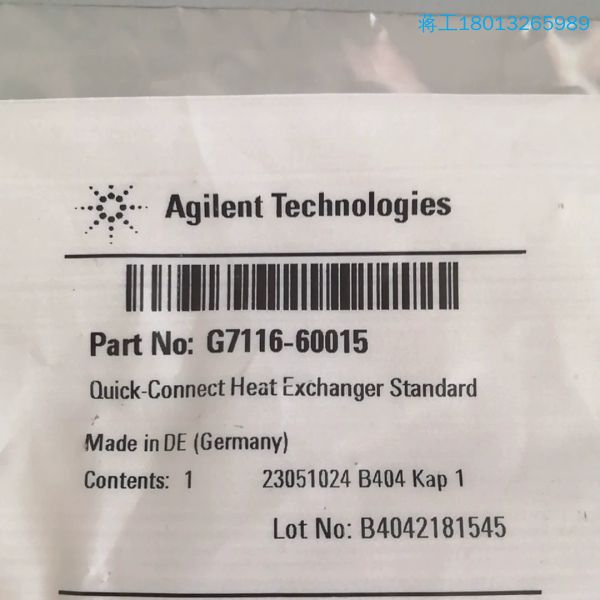 蒋工18013265989
Agilent Technologies
Part No: G7116-60015
Quick-Connect Heat Exchanger Standard
Made in DE (Germany)
Contents: 1 23051024 B404 Kap 1
Lot No: B4042181545